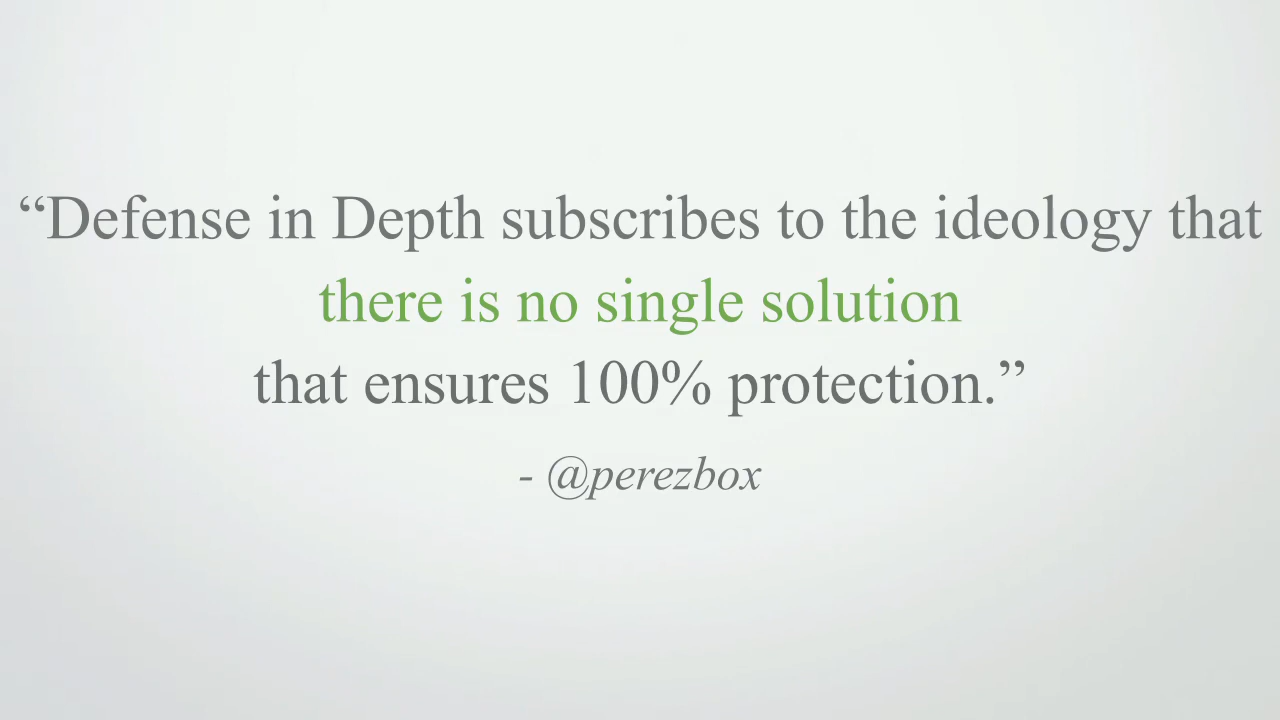 “Defense in Depth subscribes to the ideology that
there is no single solution
that ensures 100% protection.”
- @perezbox